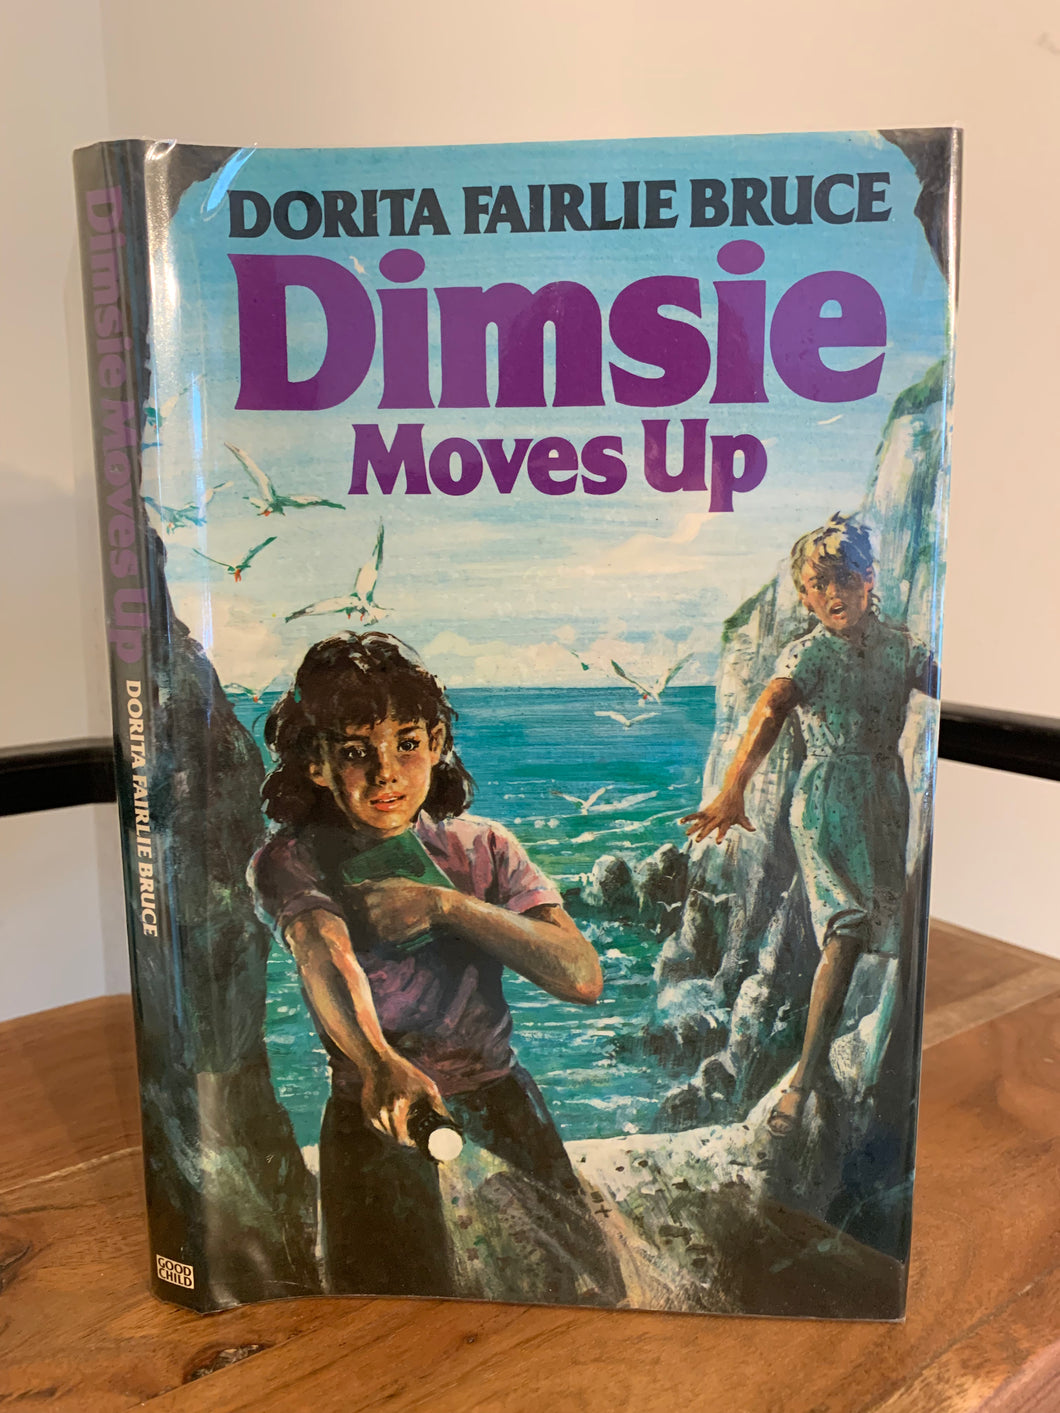 DORITA FAIRLIE BRUCE
Dimsie
Moves Up
Dimsie Moves Up DORITA FAIRLIE BRUCE
GOOD
CHILD